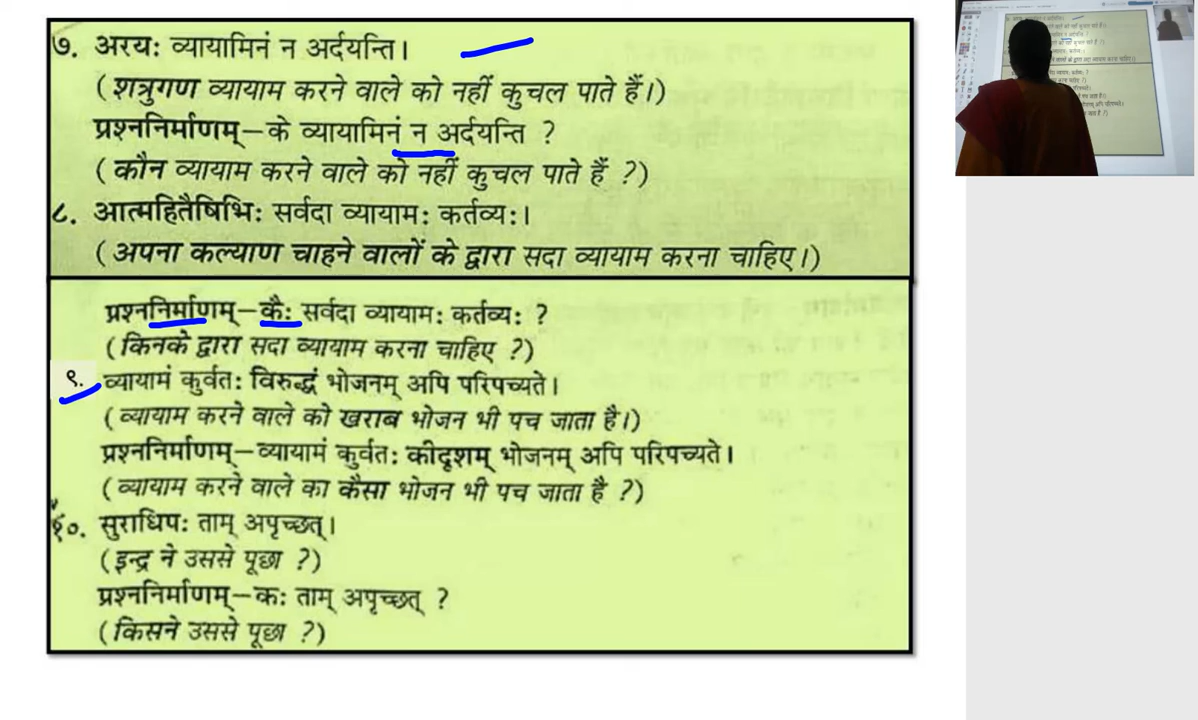 ७. अरयः व्यायामिनं न अर्दयन्ति।
(शत्रुगण व्यायाम करने वाले को नहीं कुचल पाते हैं।)
प्रश्ननिर्माणम्–के व्यायामिनं न अर्दयन्ति ?
(कौन व्यायाम करने वाले को नहीं कुचल पाते हैं ?)
८. आत्महितैषिभिः सर्वदा व्यायामः कर्तव्यः।
(अपना कल्याण चाहने वालों के द्वारा सदा व्यायाम करना चाहिए।)
प्रश्ननिर्माणम्–कैः सर्वदा व्यायामः कर्तव्यः ?
(किनके द्वारा सदा व्यायाम करना चाहिए ?)
९. व्यायामं कुर्वतः विरुद्धं भोजनम् अपि परिपच्यते।
(व्यायाम करने वाले को खराब भोजन भी पच जाता है।)
प्रश्ननिर्माणम्–व्यायामं कुर्वतः कीदृशम् भोजनम् अपि परिपच्यते।
(व्यायाम करने वाले का कैसा भोजन भी पच जाता है ?)
१०. सुराधिपः ताम् अपृच्छत्।
(इन्द्र ने उससे पूछा ?)
प्रश्ननिर्माणम्–कः ताम् अपृच्छत् ?
(किसने उससे पूछा ?)